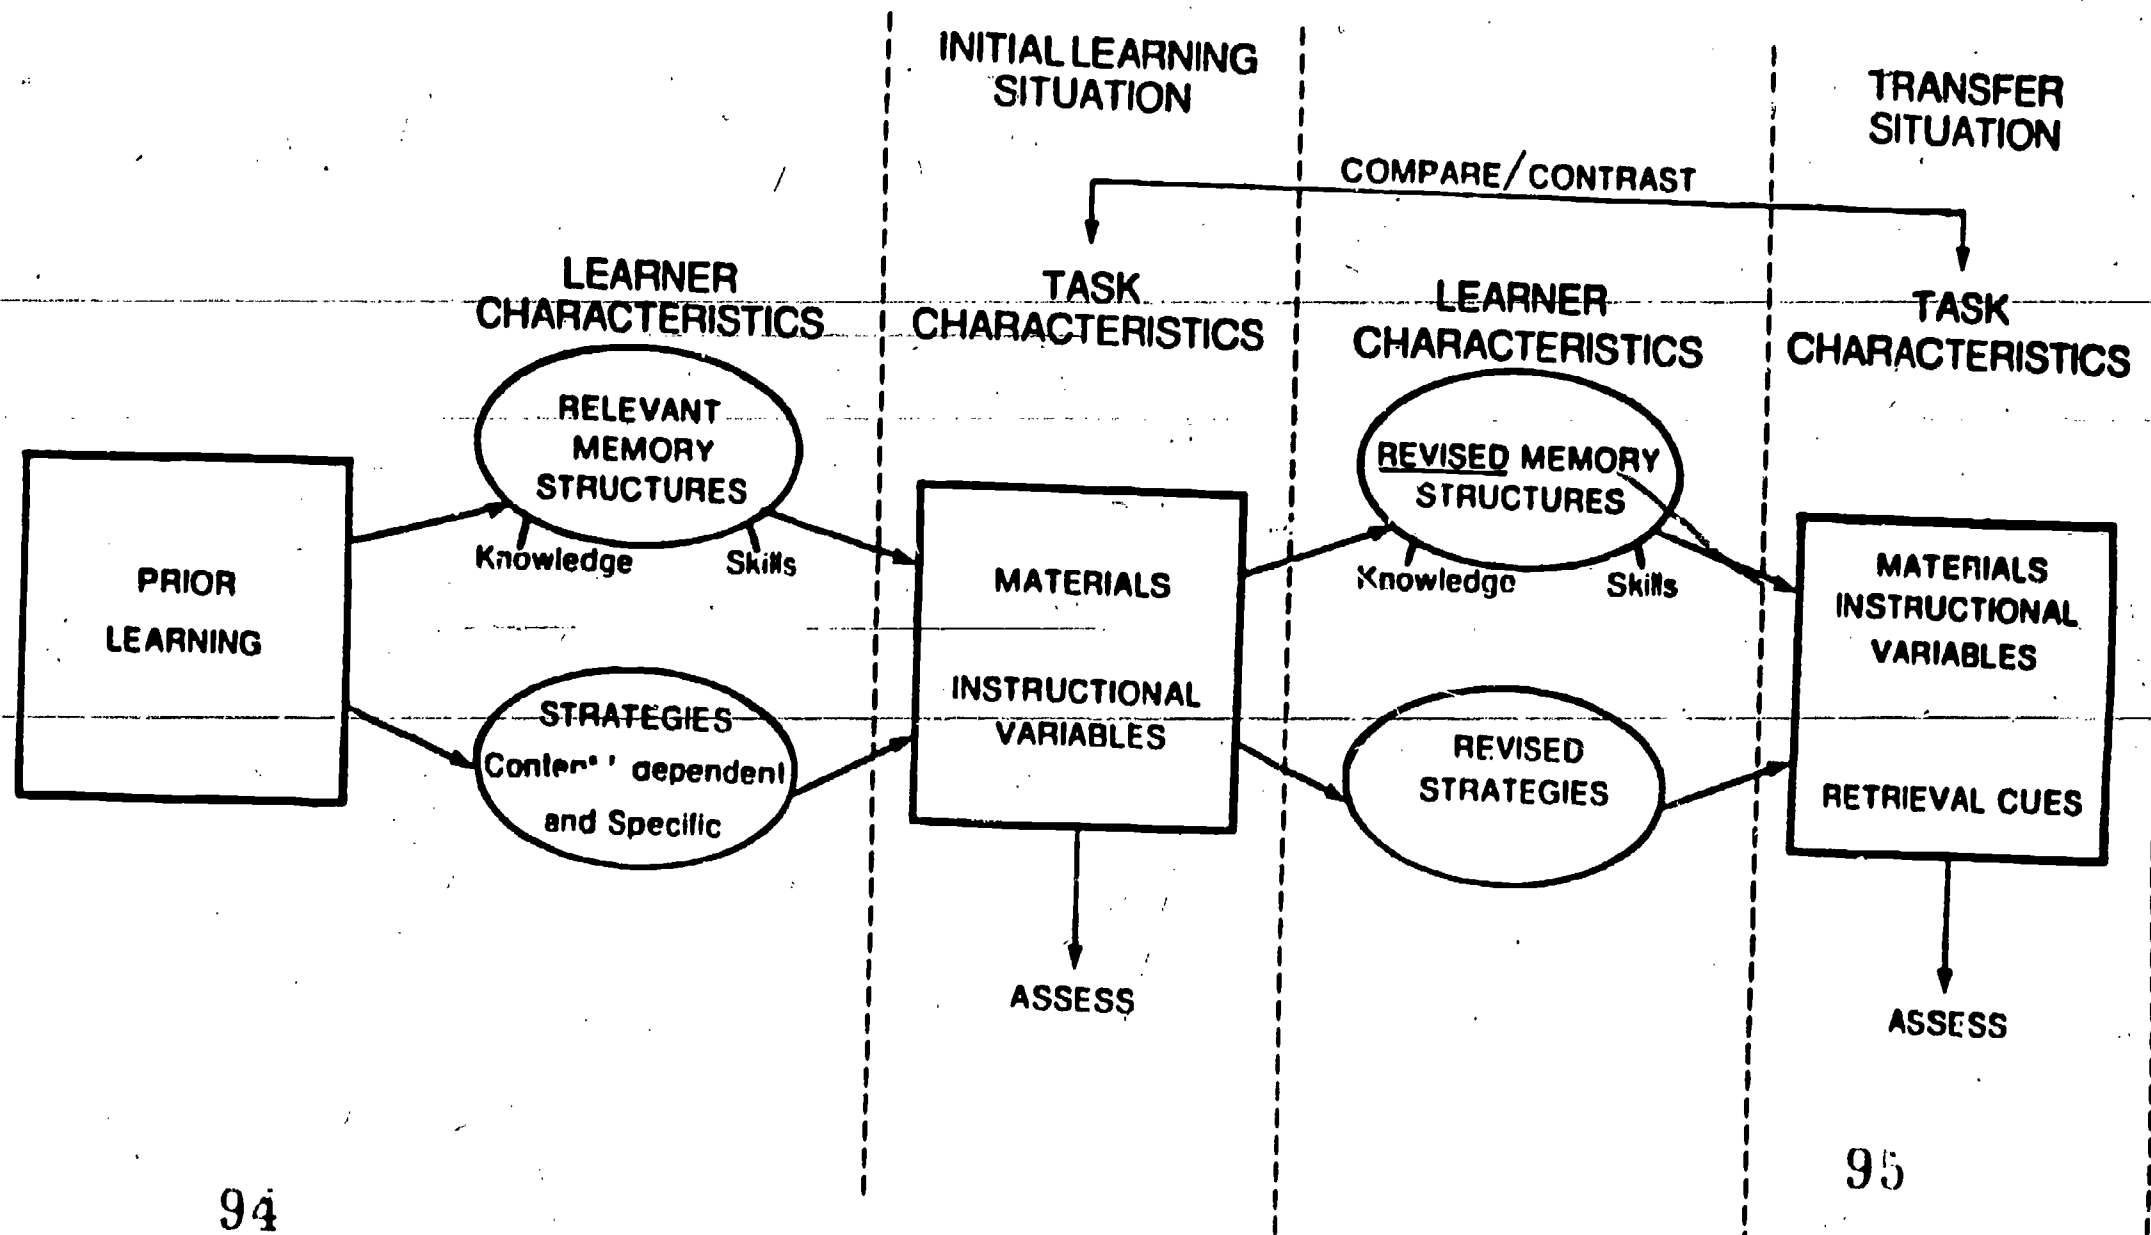 INITIAL LEARNING
SITUATION
TRANSFER
SITUATION
COMPARE/CONTRAST
LEARNER
CHARACTERISTICS
TASK
CHARACTERISTICS
LEARNER
CHARACTERISTICS
TASK
CHARACTERISTICS
PRIOR
LEARNING
RELEVANT
MEMORY
STRUCTURES
Knowledge
Skills
STRATEGIES
dependent
and Specific
MATERIALS
INSTRUCTIONAL
VARIABLES
ASSESS
REVISED MEMORY
STRUCTURES
Knowledge
Skills
REVISED
STRATEGIES
MATERIALS
INSTRUCTIONAL
VARIABLES
RETRIEVAL CUES
ASSESS
94
95